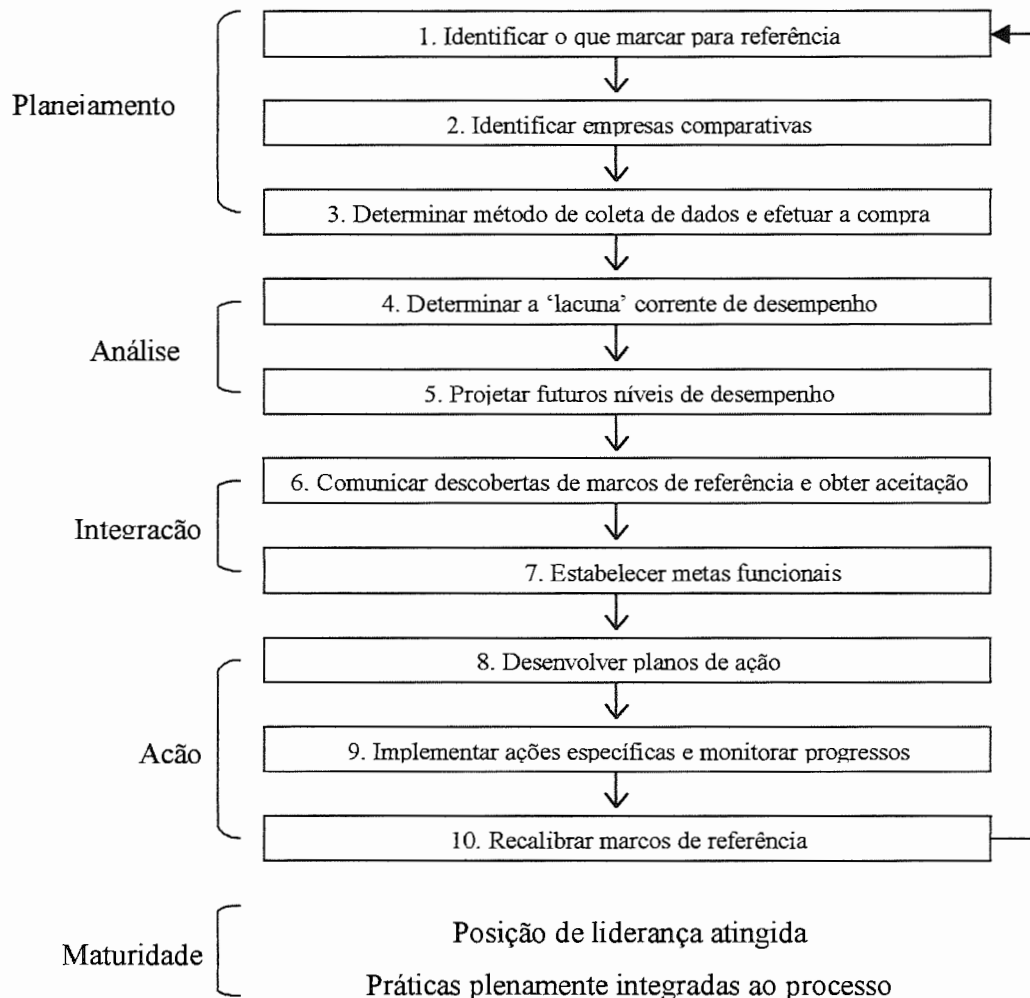 1. Identificar o que marcar para referência
Planejamento
2. Identificar empresas comparativas
3. Determinar método de coleta de dados e efetuar a compra
4. Determinar a ‘lacuna’ corrente de desempenho
Análise
5. Projetar futuros níveis de desempenho
6. Comunicar descobertas de marcos de referência e obter aceitação
Integração
7. Estabelecer metas funcionais
8. Desenvolver planos de ação
Ação
9. Implementar ações específicas e monitorar progressos
10. Recalibrar marcos de referência
Posição de liderança atingida
Maturidade
Práticas plenamente integradas ao processo